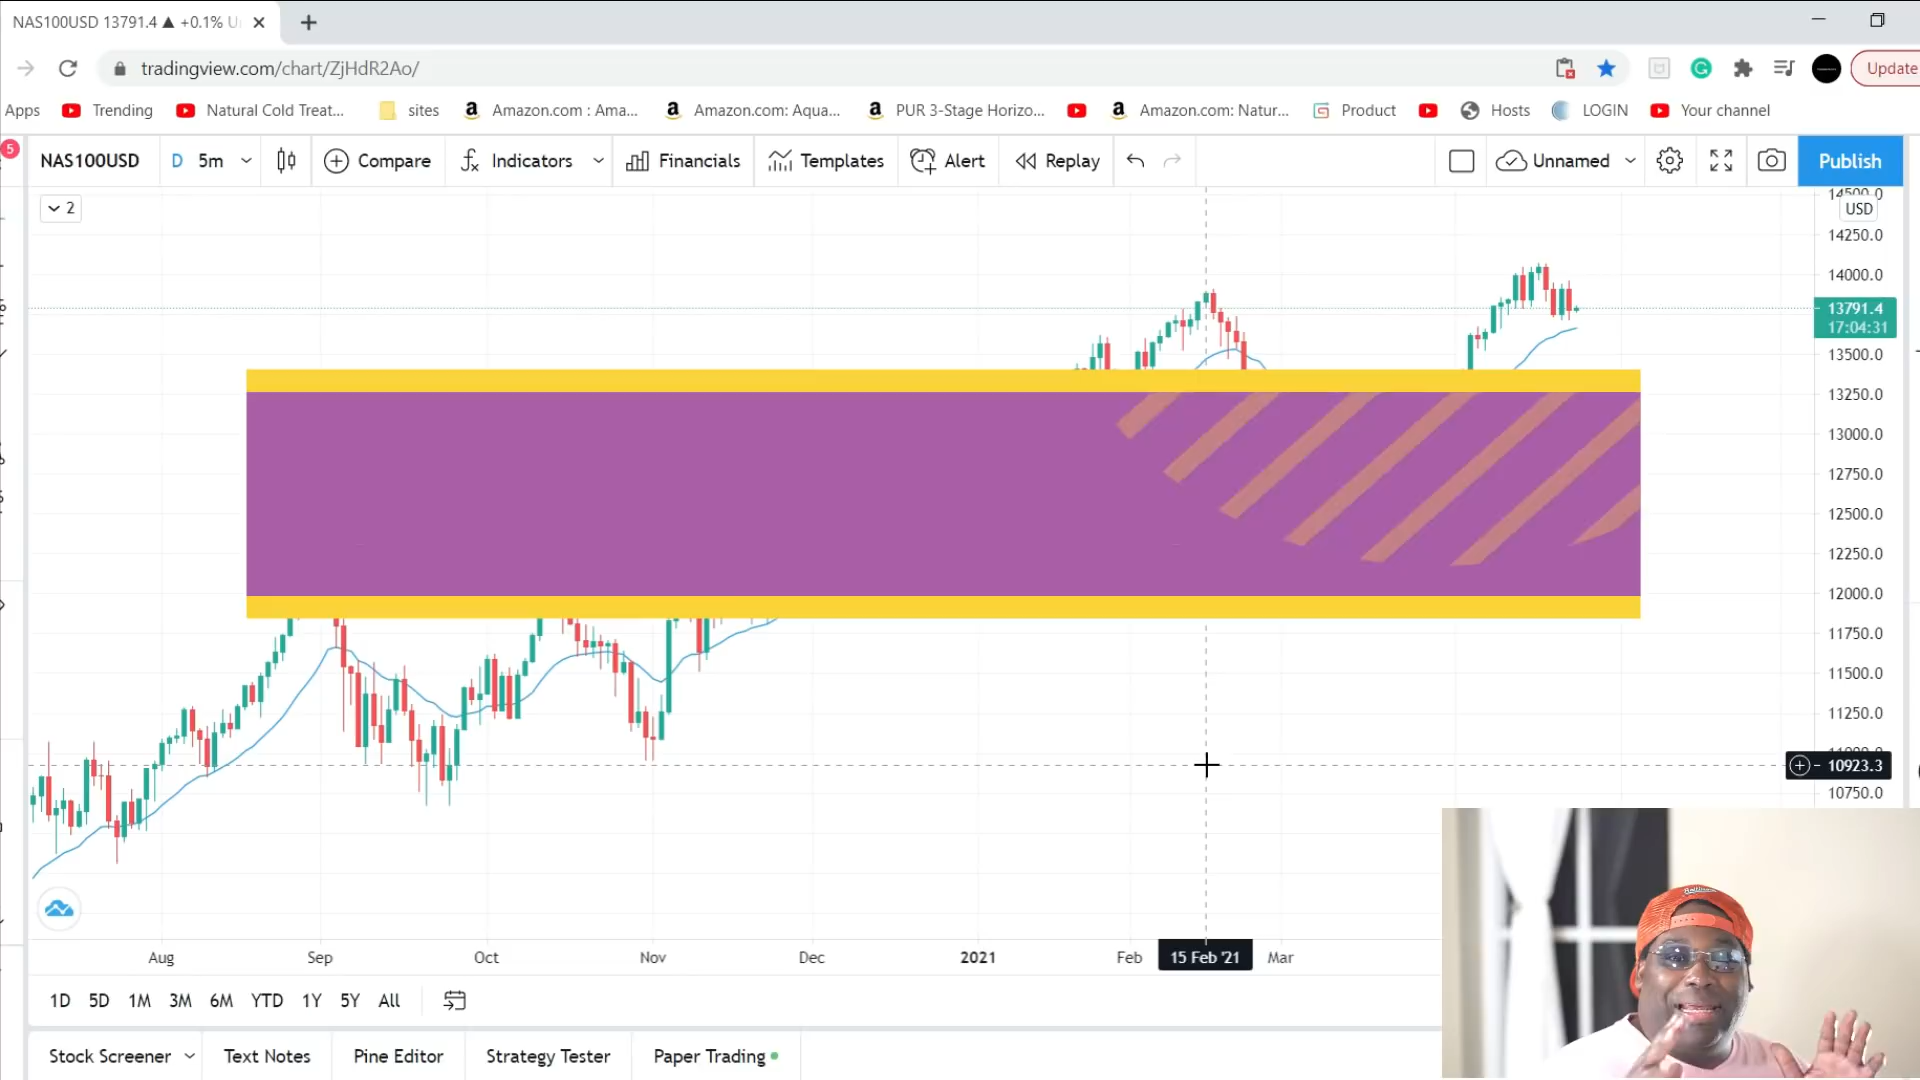 NAS100USD 13791.4 ▲ +0.1% U
tradingview.com/chart/ZjHdR2Ao/
Update
Apps
Trending
Natural Cold Treat...
sites
Amazon.com : Ama...
Amazon.com: Aqua...
PUR 3-Stage Horizo...
Amazon.com: Natur...
Product
Hosts
LOGIN
Your channel
5
NAS100USD
D
5m
Compare
Indicators
Financials
Templates
Alert
Replay
Unnamed
Publish
2
14500.0
USD
14250.0
14000.0
13791.4
17:04:31
13500.0
13250.0
13000.0
12750.0
12500.0
12250.0
12000.0
11750.0
11500.0
11250.0
10923.3
10750.0
Aug
Sep
Oct
Nov
Dec
2021
Feb
15 Feb '21
Mar
1D
5D
1M
3M
6M
YTD
1Y
5Y
All
Stock Screener
Text Notes
Pine Editor
Strategy Tester
Paper Trading